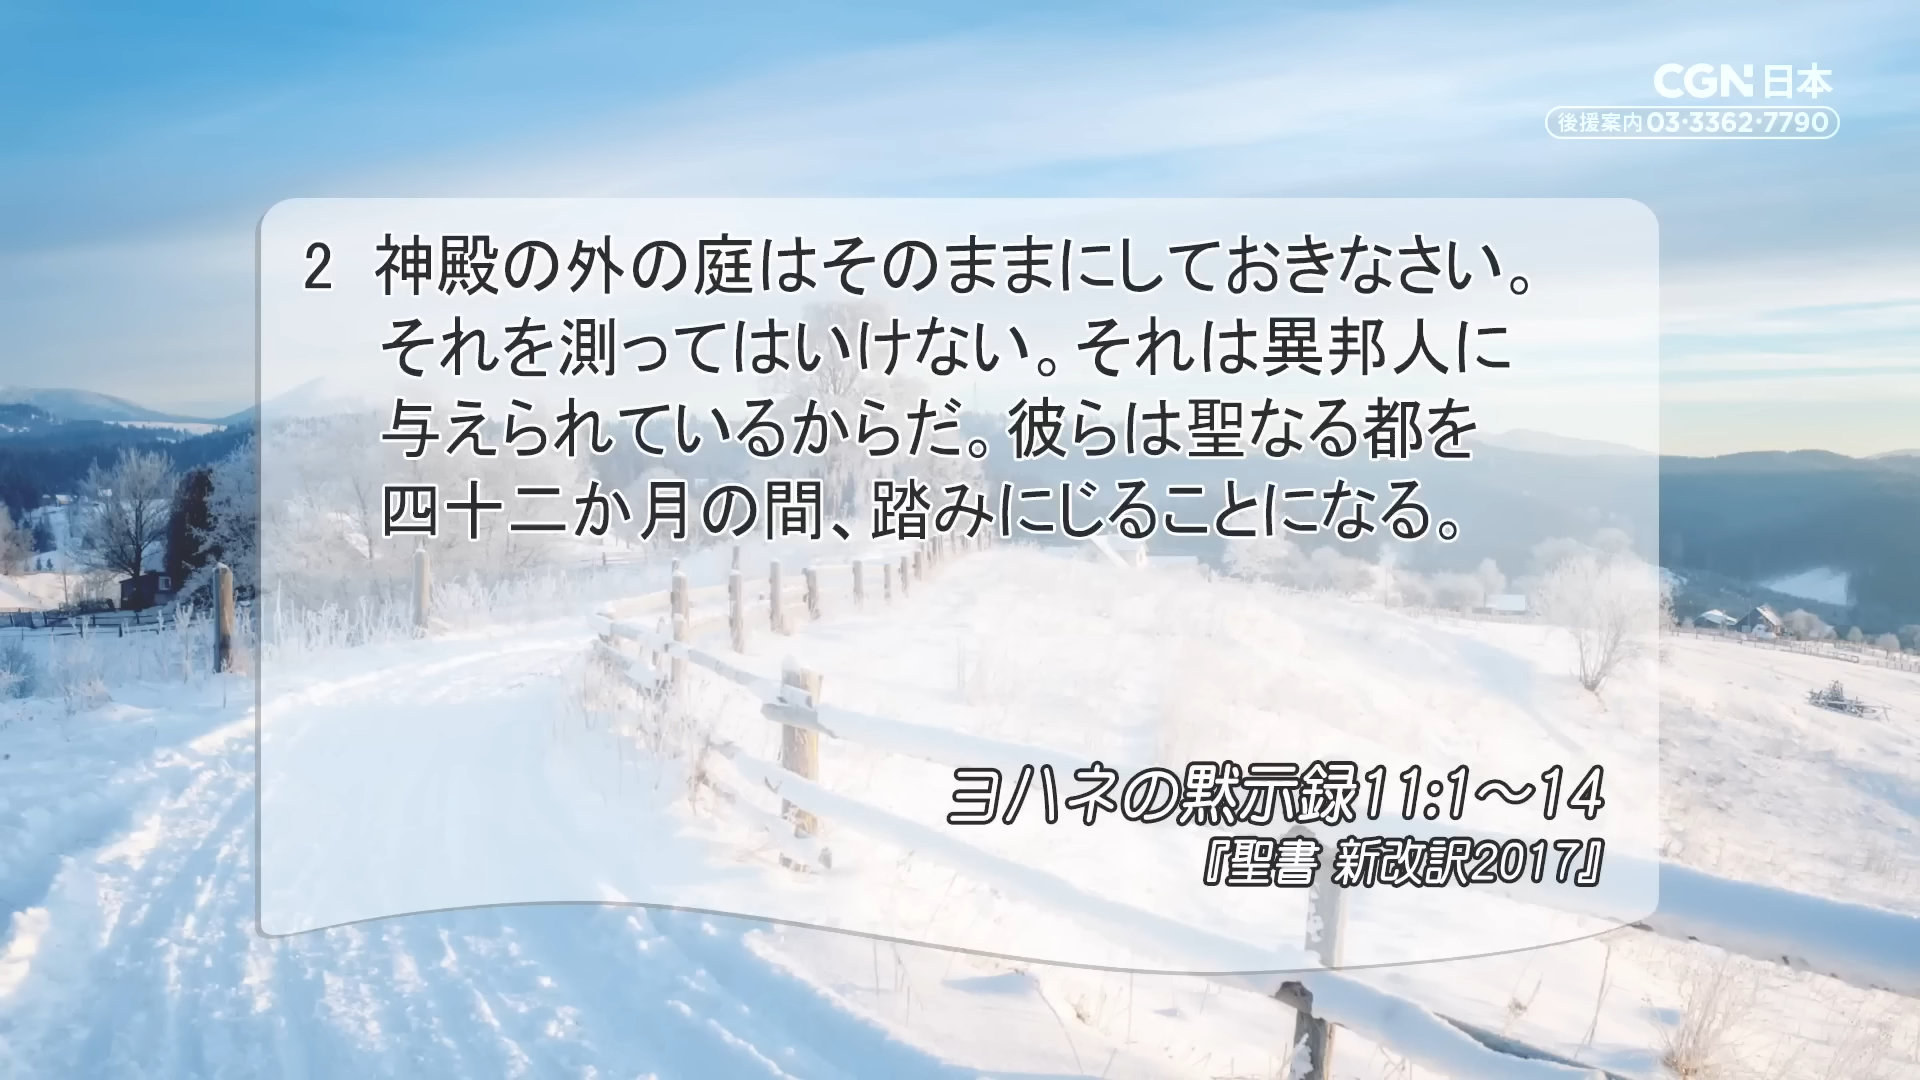 CGN 日本
後援案内 03·3362·7790
2 神殿の外の庭はそのままにしておきなさい。
それを測ってはいけない。それは異邦人に
与えられているからだ。彼らは聖なる都を
四十二か月の間、踏みにじることになる。
ヨハネの黙示録11:1〜14
『聖書 新改訳2017』